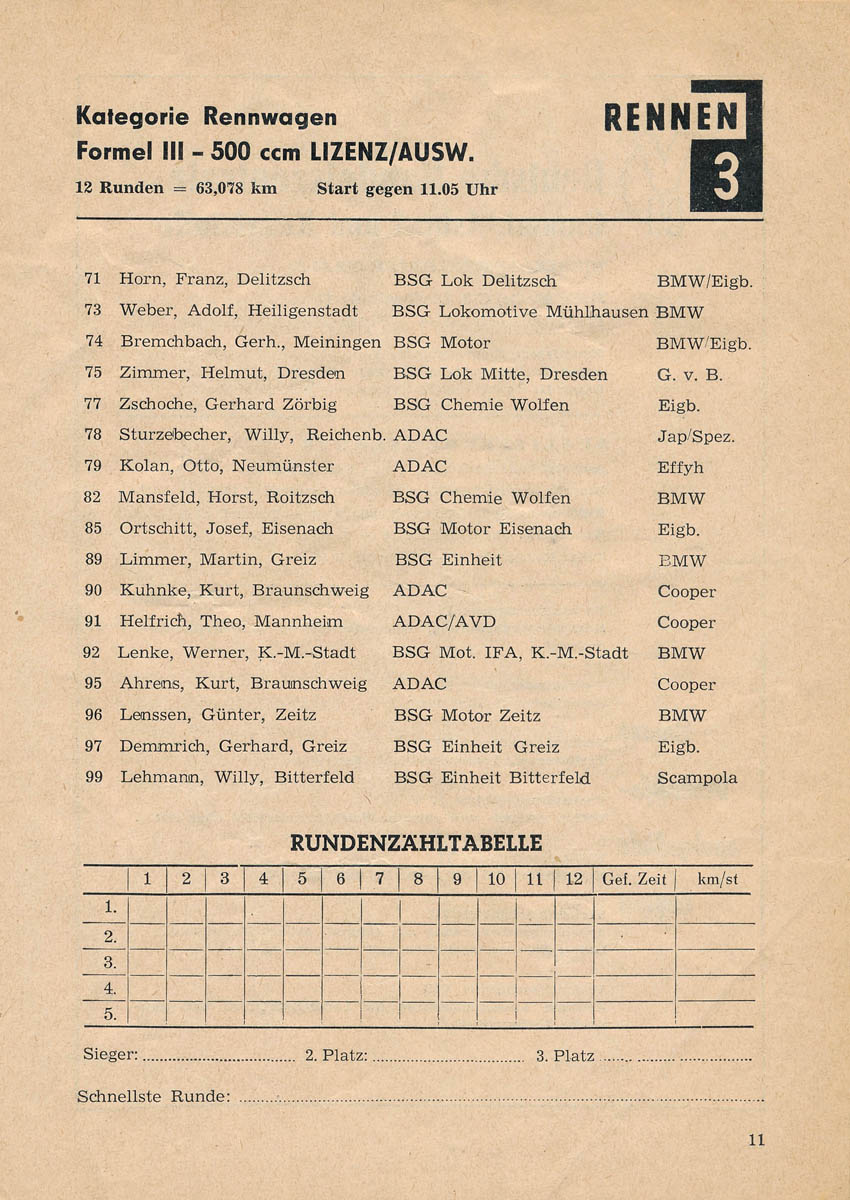 Kategorie Rennwagen
Formel III – 500 ccm LIZENZ/AUSW.
12 Runden = 63,078 km Start gegen 11.05 Uhr
RENNEN
3
71 Horn, Franz, Delitzsch BSG Lok Delitzsch BMW/Eigb.
73 Weber, Adolf, Heiligenstadt BSG Lokomotive Mühlhausen BMW
74 Bremchbach, Gerh., Meiningen BSG Motor BMW/Eigb.
75 Zimmer, Helmut, Dresden BSG Lok Mitte, Dresden G. v. B.
77 Zschoche, Gerhard Zörbig BSG Chemie Wolfen Eigb.
78 Sturzebecher, Willy, Reichenb. ADAC Jap/Spez.
79 Kolan, Otto, Neumünster ADAC Effyh
82 Mansfeld, Horst, Roitzsch BSG Chemie Wolfen BMW
85 Ortschitt, Josef, Eisenach BSG Motor Eisenach Eigb.
89 Limmer, Martin, Greiz BSG Einheit BMW
90 Kuhnke, Kurt, Braunschweig ADAC Cooper
91 Helfrich, Theo, Mannheim ADAC/AVD Cooper
92 Lenke, Werner, K.-M.-Stadt BSG Mot. IFA, K.-M.-Stadt BMW
95 Ahrens, Kurt, Braunschweig ADAC Cooper
96 Lenssen, Günter, Zeitz BSG Motor Zeitz BMW
97 Demmrich, Gerhard, Greiz BSG Einheit Greiz Eigb.
99 Lehmann, Willy, Bitterfeld BSG Einheit Bitterfeld Scampola
RUNDENZÄHLTABELLE
1 2 3 4 5 6 7 8 9 10 11 12 Gef. Zeit km/st
1.
2.
3.
4.
5.
Sieger: 2. Platz: 3. Platz
Schnellste Runde:
11